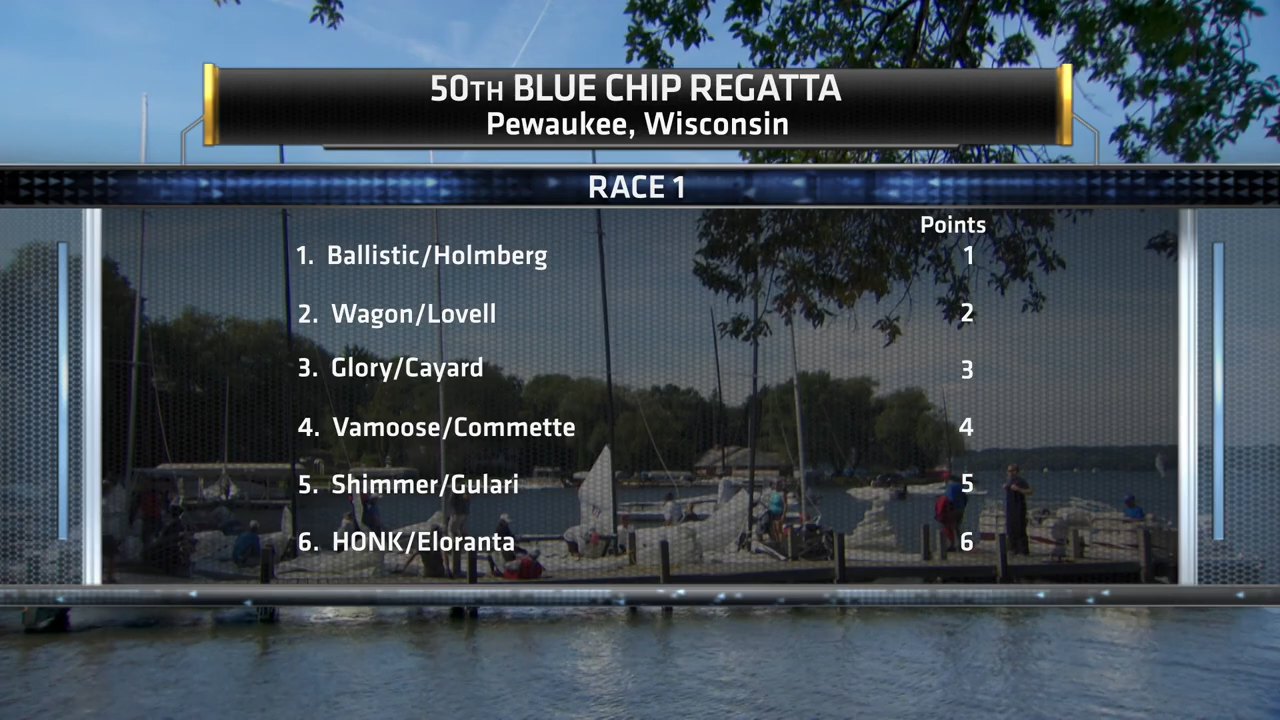 50TH BLUE CHIP REGATTA
Pewaukee, Wisconsin
RACE 1
Points
1. Ballistic/Holmberg 1
2. Wagon/Lovell 2
3. Glory/Cayard 3
4. Vamoose/Commette 4
5. Shimmer/Gulari 5
6. HONK/Eloranta 6